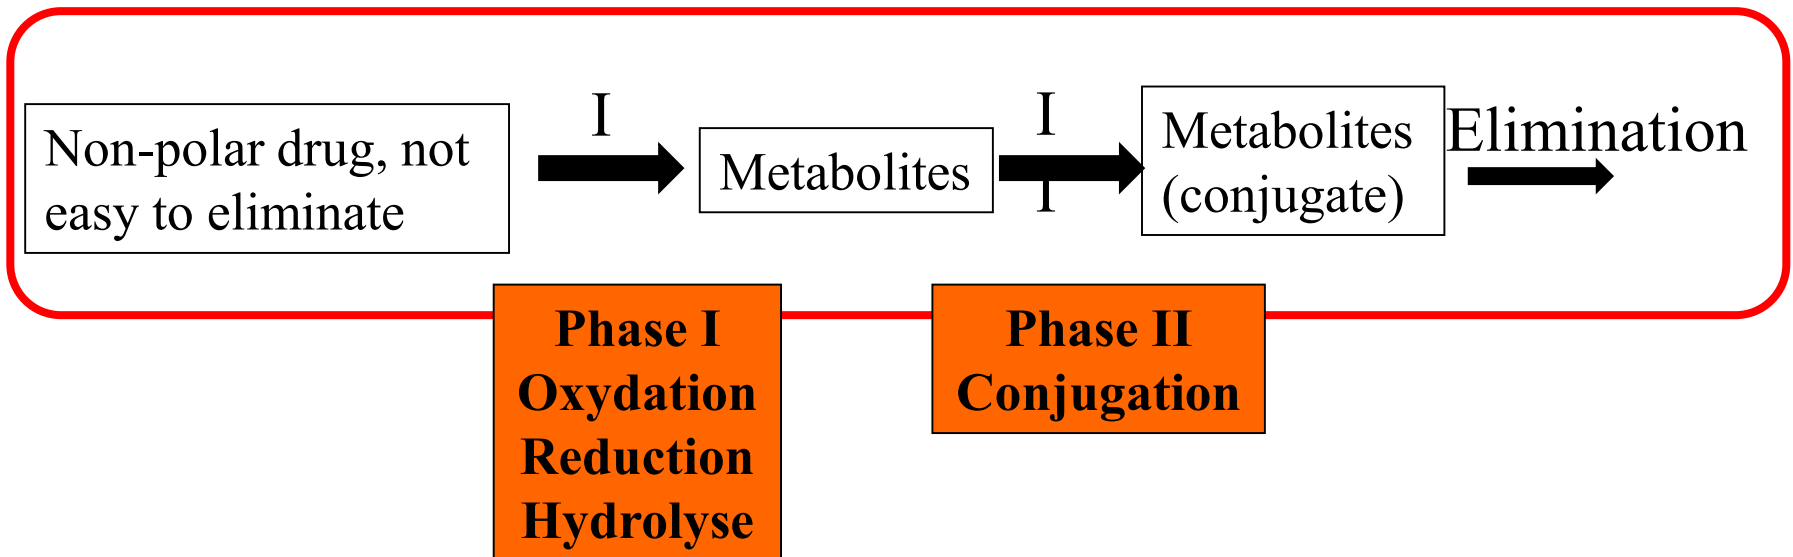 Non-polar drug, not
easy to eliminate
I
Metabolites
I
I
Metabolites
(conjugate)
Elimination
Phase I
Oxydation
Reduction
Hydrolyse
Phase II
Conjugation